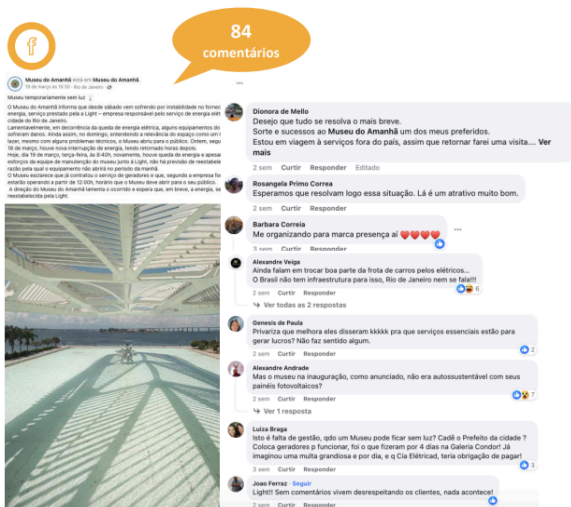 84
comentários
Museu do Amanhã está em Museu do Amanhã.
19 de março às 16:50 · Rio de Janeiro ·
Museu temporariamente sem luz
O Museu do Amanhã informa que desde sábado vem sofrendo por instabilidade no fornec
energia, serviço prestado pela Light – empresa responsável pelo serviço de energia elét
cidade do Rio de Janeiro.
Lamentavelmente, em decorrência da queda de energia elétrica, alguns equipamentos do
sofreram danos. Ainda assim, no domingo, entendendo a relevância do espaço como um l
lazer, mesmo com alguns problemas técnicos, o Museu abriu para o público. Ontem, segu
18 de março, houve nova interrupção de energia, tendo retornado horas depois.
Hoje, dia 19 de março, terça-feira, às 8:40h, novamente, houve queda de energia e apesar
esforços da equipe de manutenção do museu junto à Light, não há previsão de reestabele
razão pela qual o equipamento não abrirá no período da manhã.
O Museu esclarece que já contratou o serviço de geradores e que, segundo a empresa fo
estarão operando a partir de 12:00h, horário que o Museu deve abrir para o seu público.
A direção do Museu do Amanhã lamenta o ocorrido e espera que, em breve, a energia, se
reestabelecida pela Light.
Dionora de Mello
Desejo que tudo se resolva o mais breve.
Sorte e sucessos ao Museu do Amanhã um dos meus preferidos.
Estou em viagem à serviços fora do país, assim que retornar farei uma visita.... Ver
mais
2 sem Curtir Responder Editado
Rosangela Primo Correa
Esperamos que resolvam logo essa situação. Lá é um atrativo muito bom.
2 sem Curtir Responder
Barbara Correia
Me organizando para marca presença aí ❤️❤️❤️❤️
3 sem Curtir Responder
Alexandre Veiga
Ainda falam em trocar boa parte da frota de carros pelos elétricos...
O Brasil não tem infraestrutura para isso, Rio de Janeiro nem se fala!!!
6
2 sem Curtir Responder
Ver todas as 2 respostas
Genesis de Paula
Privariza que melhora eles disseram kkkkk pra que serviços essenciais estão para
gerar lucros? Não faz sentido algum.
2
2 sem Curtir Responder
Alexandre Andrade
Mas o museu na inauguração, como anunciado, não era autossustentável com seus
painéis fotovoltaicos?
7
2 sem Curtir Responder
Ver 1 resposta
Luiza Braga
Isto é falta de gestão, qdo um Museu pode ficar sem luz? Cadê o Prefeito da cidade ?
Coloca geradores p funcionar, foi o que fizeram por 4 dias na Galeria Condor! Já
imaginou uma multa grandiosa e por dia, e q Cia Elétricad, teria obrigação de pagar!
3
3 sem Curtir Responder
Joao Ferraz · Seguir
Light!! Sem comentários vivem desrespeitando os clientes, nada acontece!
2 sem Curtir Responder